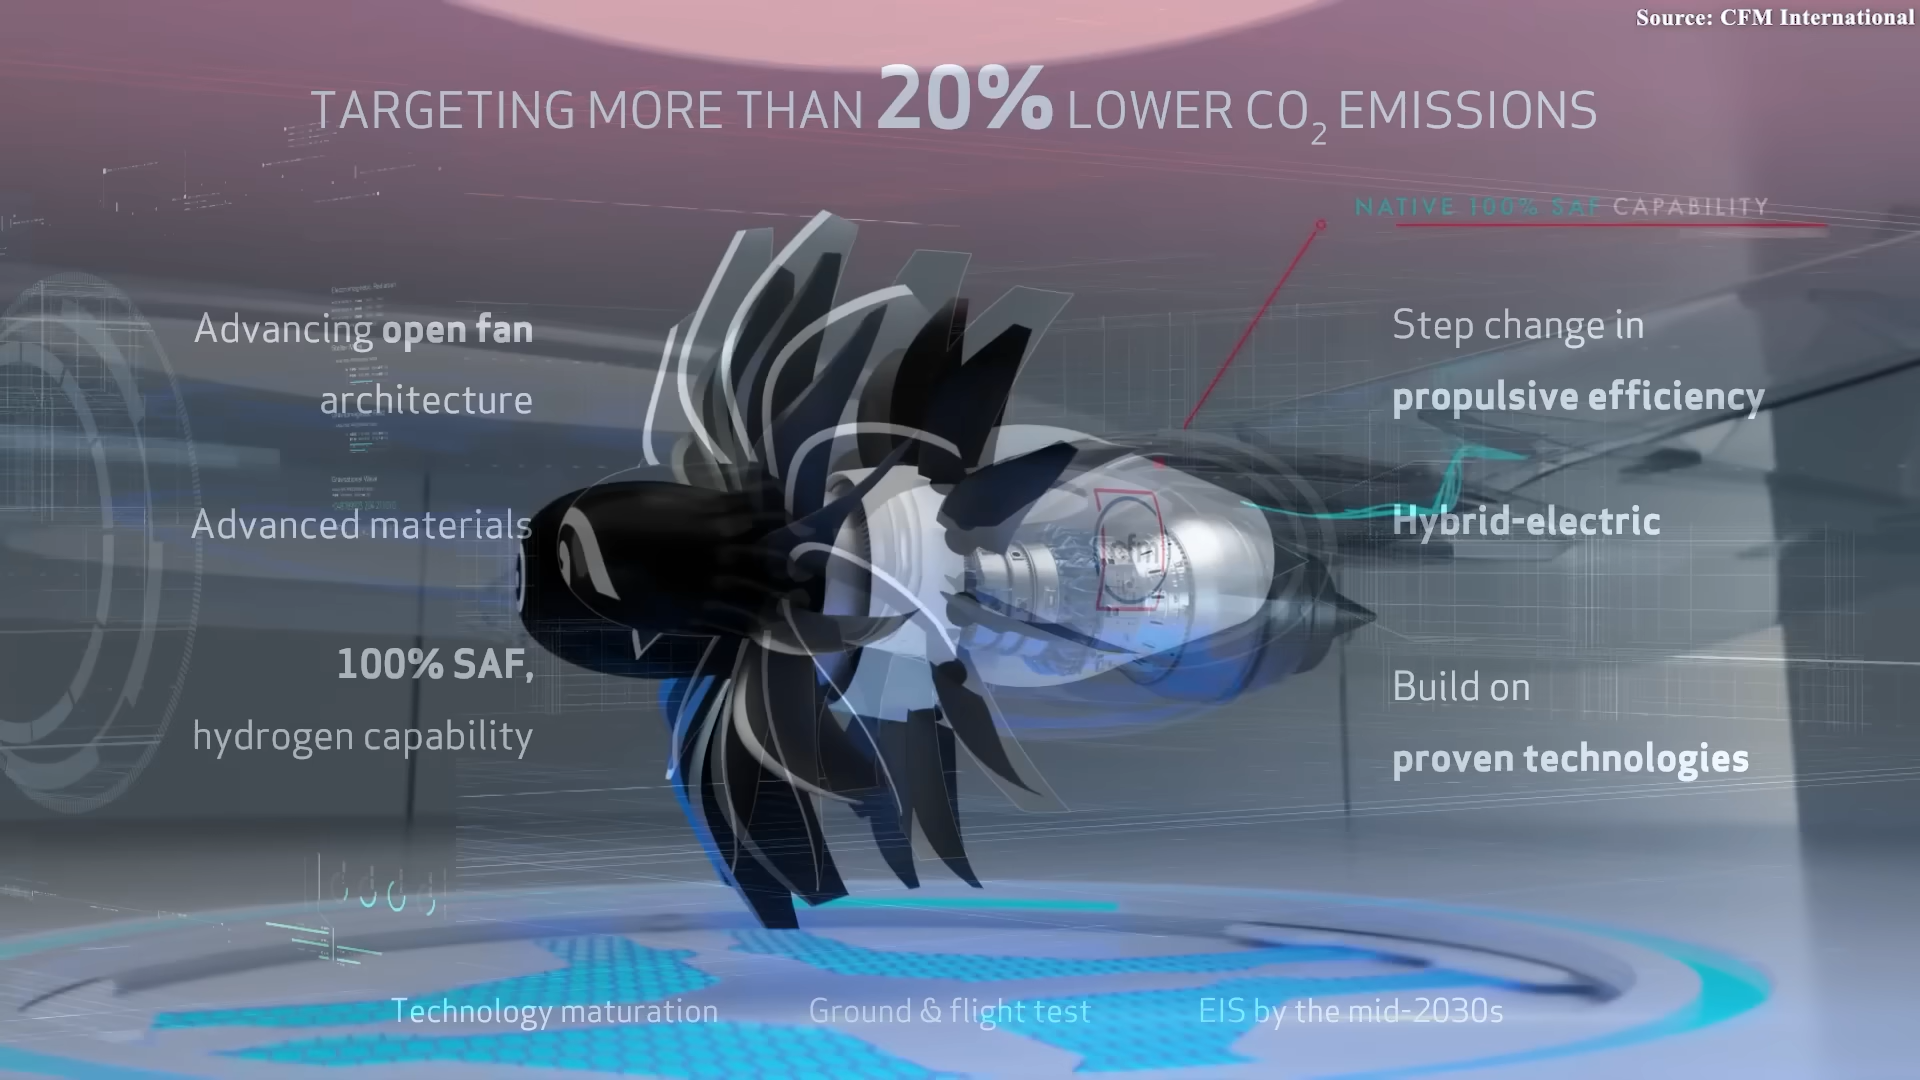 Source: CFM International
TARGETING MORE THAN 20% LOWER CO2 EMISSIONS
NATIVE 100% SAF CAPABILITY
Advancing open fan
architecture
Advanced materials
100% SAF,
hydrogen capability
Step change in
propulsive efficiency
Hybrid-electric
Build on
proven technologies
Technology maturation
Ground & flight test
EIS by the mid-2030s